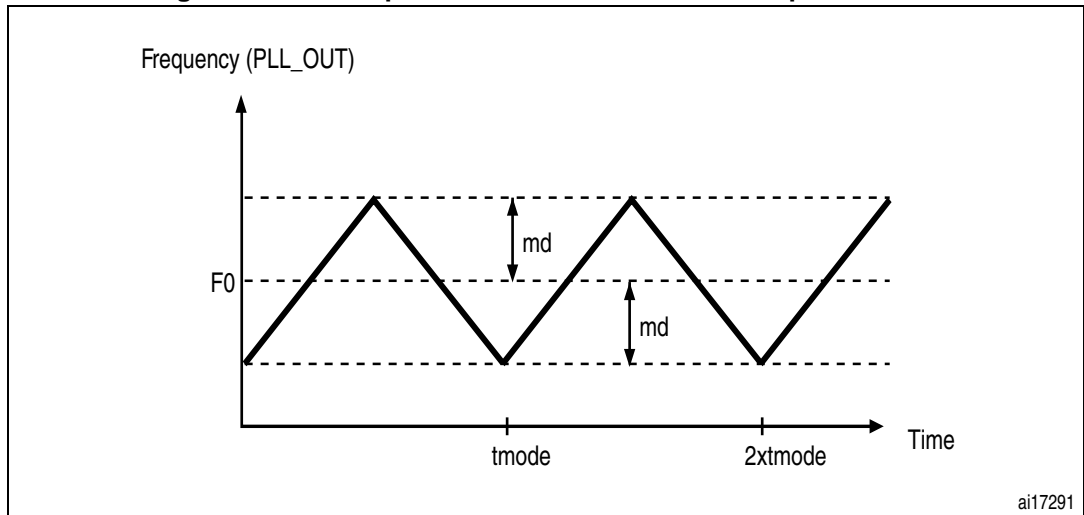 Frequency (PLL_OUT)
md
F0
md
tmode
2xtmode
Time
ai17291